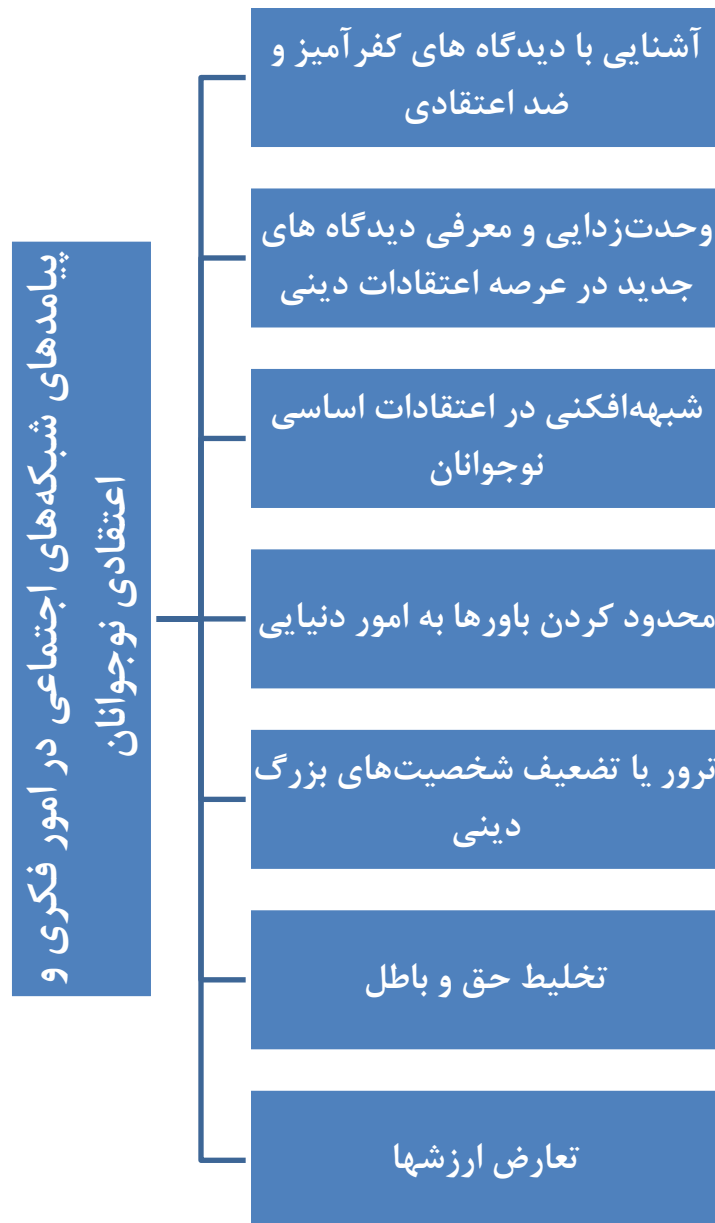 پیامدهای شبکه‌های اجتماعی در امور فکری و
اعتقادی نوجوانان
آشنایی با دیدگاه های کفرآمیز و
ضد اعتقادی
وحدت‌زدایی و معرفی دیدگاه های
جدید در عرصه اعتقادات دینی
شبهه‌افکنی در اعتقادات اساسی
نوجوانان
محدود کردن باورها به امور دنیایی
ترور یا تضعیف شخصیت‌های بزرگ
دینی
تخلیط حق و باطل
تعارض ارزشها